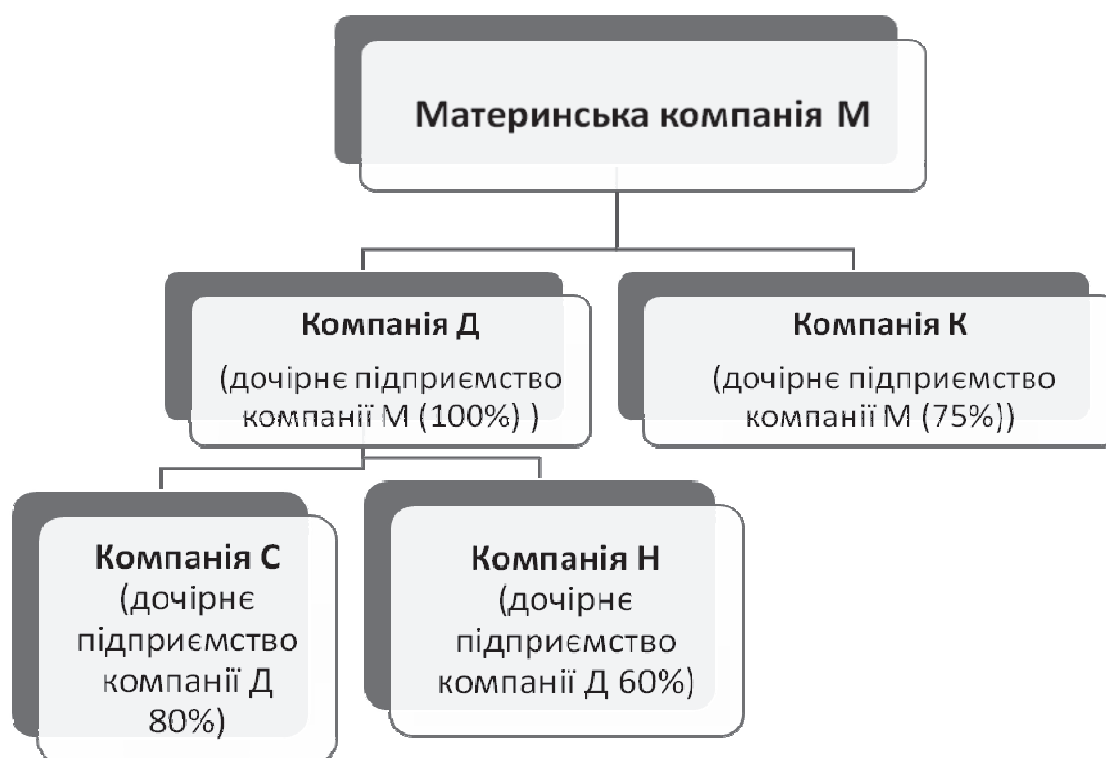 Материнська компанія М
Компанія Д
(дочірнє підприємство
компанії М (100%) )
Компанія К
(дочірнє підприємство
компанії М (75%))
Компанія С
(дочірнє
підприємство
компанії Д
80%)
Компанія Н
(дочірнє
підприємство
компанії Д 60%)